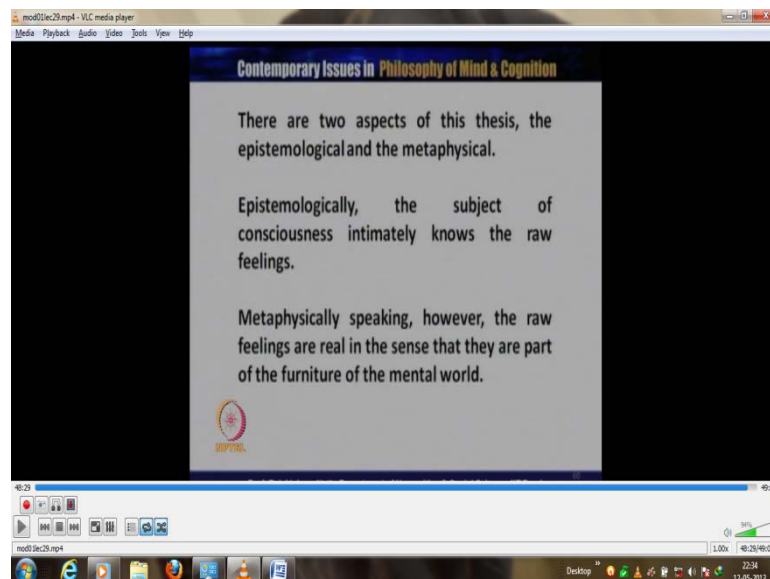 mod01lec29.mp4 - VLC media player
Media Playback Audio Video Tools View Help
Contemporary Issues in Philosophy of Mind & Cognition
There are two aspects of this thesis, the
epistemological and the metaphysical.
Epistemologically, the subject of
consciousness intimately knows the raw
feelings.
Metaphysically speaking, however, the raw
feelings are real in the sense that they are part
of the furniture of the mental world.
NPTEL
48:29
94%
mod01lec29.mp4
1.00x
Desktop
22:34